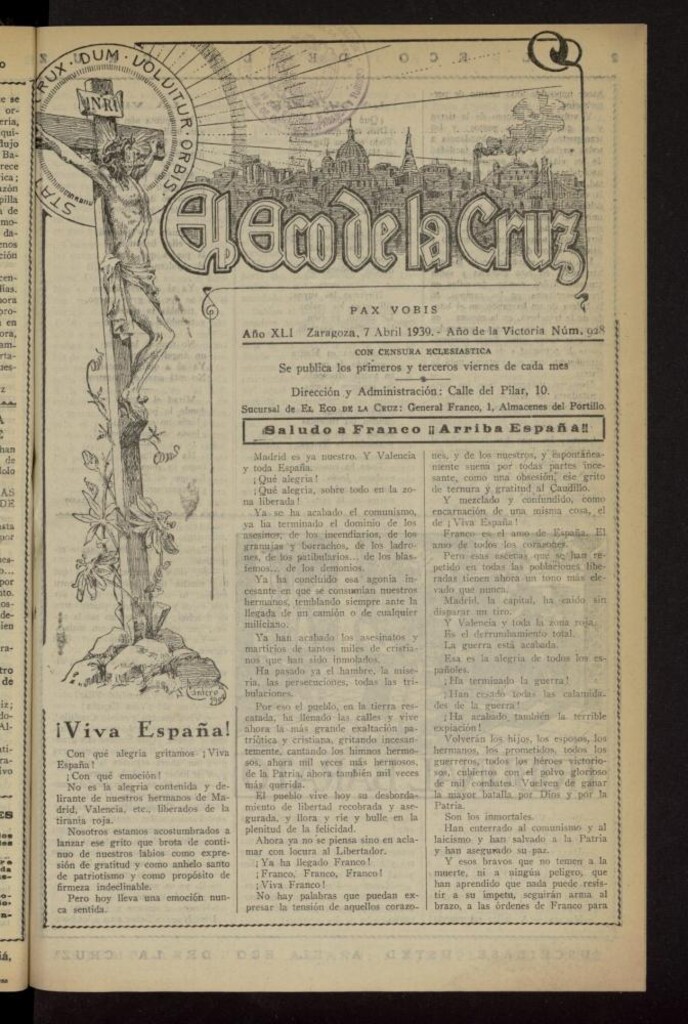 STAT CRUX · DUM · VOLVITUR · ORBIS
INRI
El Eco de la Cruz
PAX VOBIS
Año XLI Zaragoza, 7 Abril 1939. - Año de la Victoria Núm. 928
CON CENSURA ECLESIASTICA
Se publica los primeros y terceros viernes de cada mes
Dirección y Administración: Calle del Pilar, 10.
Sucursal de EL ECO DE LA CRUZ: General Franco, 1, Almacenes del Portillo.
¡Saludo a Franco ¡¡Arriba España!!
¡Viva España!
Con qué alegría gritamos ¡Viva
España!
¡Con qué emoción!
No es la alegría contenida y de-
lirante de nuestros hermanos de Ma-
drid, Valencia, etc., liberados de la
tiranía roja.
Nosotros estamos acostumbrados a
lanzar ese grito que brota de conti-
nuo de nuestros labios como expre-
sión de gratitud y como anhelo santo
de patriotismo y como propósito de
firmeza indeclinable.
Pero hoy lleva una emoción nun-
ca sentida.
Madrid es ya nuestro. Y Valencia
y toda España.
¡Qué alegría!
¡Qué alegría, sobre todo en la zo-
na liberada!
Ya se ha acabado el comunismo,
ya ha terminado el dominio de los
asesinos, de los incendiarios, de los
granujas y borrachos, de los ladro-
nes, de los patibularios... de los blas-
femos... de los demonios.
Ya ha concluído esa agonía in-
cesante en que se consumían nuestros
hermanos, temblando siempre ante la
llegada de un camión o de cualquier
miliciano.
Ya han acabado los asesinatos y
martirios de tantos miles de cristia-
nos que han sido inmolados.
Ha pasado ya el hambre, la mise-
ria, las persecuciones, todas las tri-
bulaciones.
Por eso el pueblo, en la tierra res-
catada, ha llenado las calles y vive
ahora la más grande exaltación pa-
triótica y cristiana, gritando incesan-
temente, cantando los himnos hermo-
sos, ahora mil veces más hermosos,
de la Patria, ahora también mil veces
más querida.
El pueblo vive hoy su desborda-
miento de libertad recobrada y ase-
gurada, y llora y ríe y bulle en la
plenitud de la felicidad.
Ahora ya no se piensa sino en acla-
mar con locura al Libertador.
¡Ya ha llegado Franco!
¡Franco, Franco, Franco!
¡Viva Franco!
No hay palabras que puedan ex-
presar la tensión de aquellos corazo-
nes, y de los nuestros, y espontánea-
mente suena por todas partes ince-
sante, como una obsesión, ese grito
de ternura y gratitud al Caudillo.
Y mezclado y confundido, como
encarnación de una misma cosa, el
de ¡Viva España!
Franco es el amo de España. El
amo de todos los corazones.
Pero esas escenas que se han re-
petido en todas las poblaciones libe-
radas tienen ahora un tono más ele-
vado que nunca.
Madrid, la capital, ha caído sin
disparar un tiro.
Y Valencia y toda la zona roja.
Es el derrumbamiento total.
La guerra está acabada.
Esa es la alegría de todos los es-
pañoles.
¡Ha terminado la guerra!
¡Han cesado todas las calamida-
des de la guerra!
¡Ha acabado también la terrible
expiación!
Volverán los hijos, los esposos, los
hermanos, los prometidos, todos los
guerreros, todos los héroes victorio-
sos, cubiertos con el polvo glorioso
de mil combates. Vuelven de ganar
la mayor batalla por Dios y por la
Patria.
Son los inmortales.
Han enterrado al comunismo y al
laicismo y han salvado a la Patria
y han asegurado su paz.
Y esos bravos que no temen a la
muerte, ni a ningún peligro, que
han aprendido que nada puede resis-
tir a su ímpetu, seguirán arma al
brazo, a las órdenes de Franco para